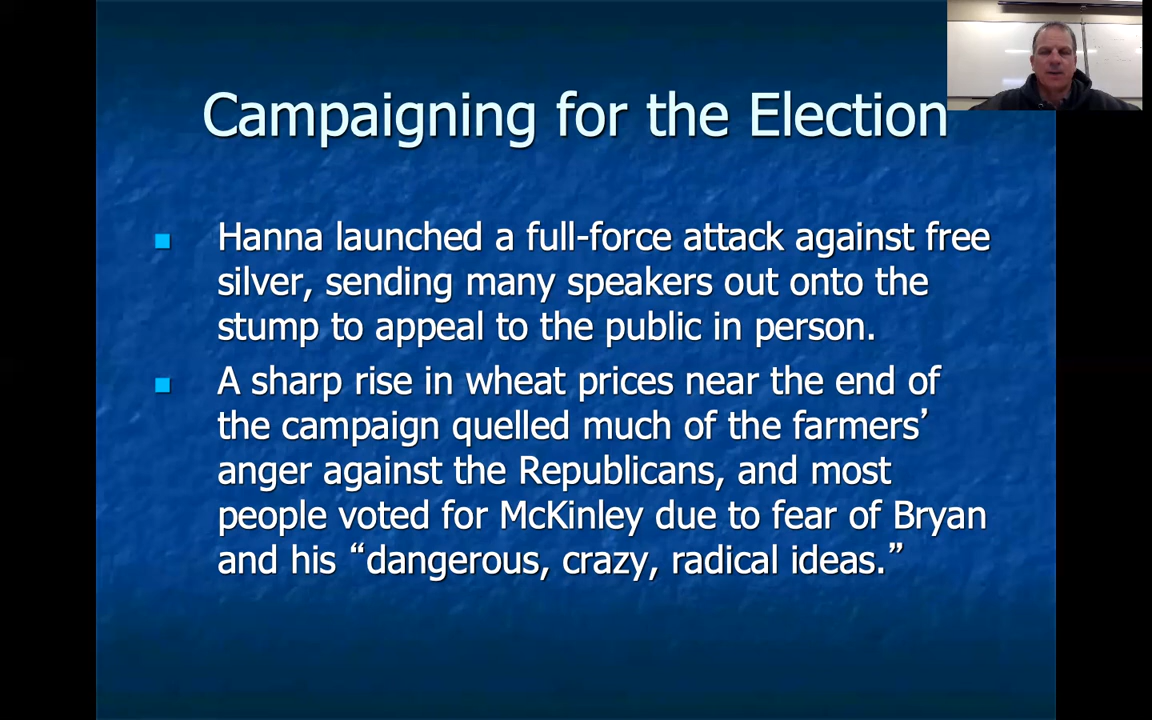 Campaigning for the Election
Hanna launched a full-force attack against free
silver, sending many speakers out onto the
stump to appeal to the public in person.
A sharp rise in wheat prices near the end of
the campaign quelled much of the farmers’
anger against the Republicans, and most
people voted for McKinley due to fear of Bryan
and his “dangerous, crazy, radical ideas.”